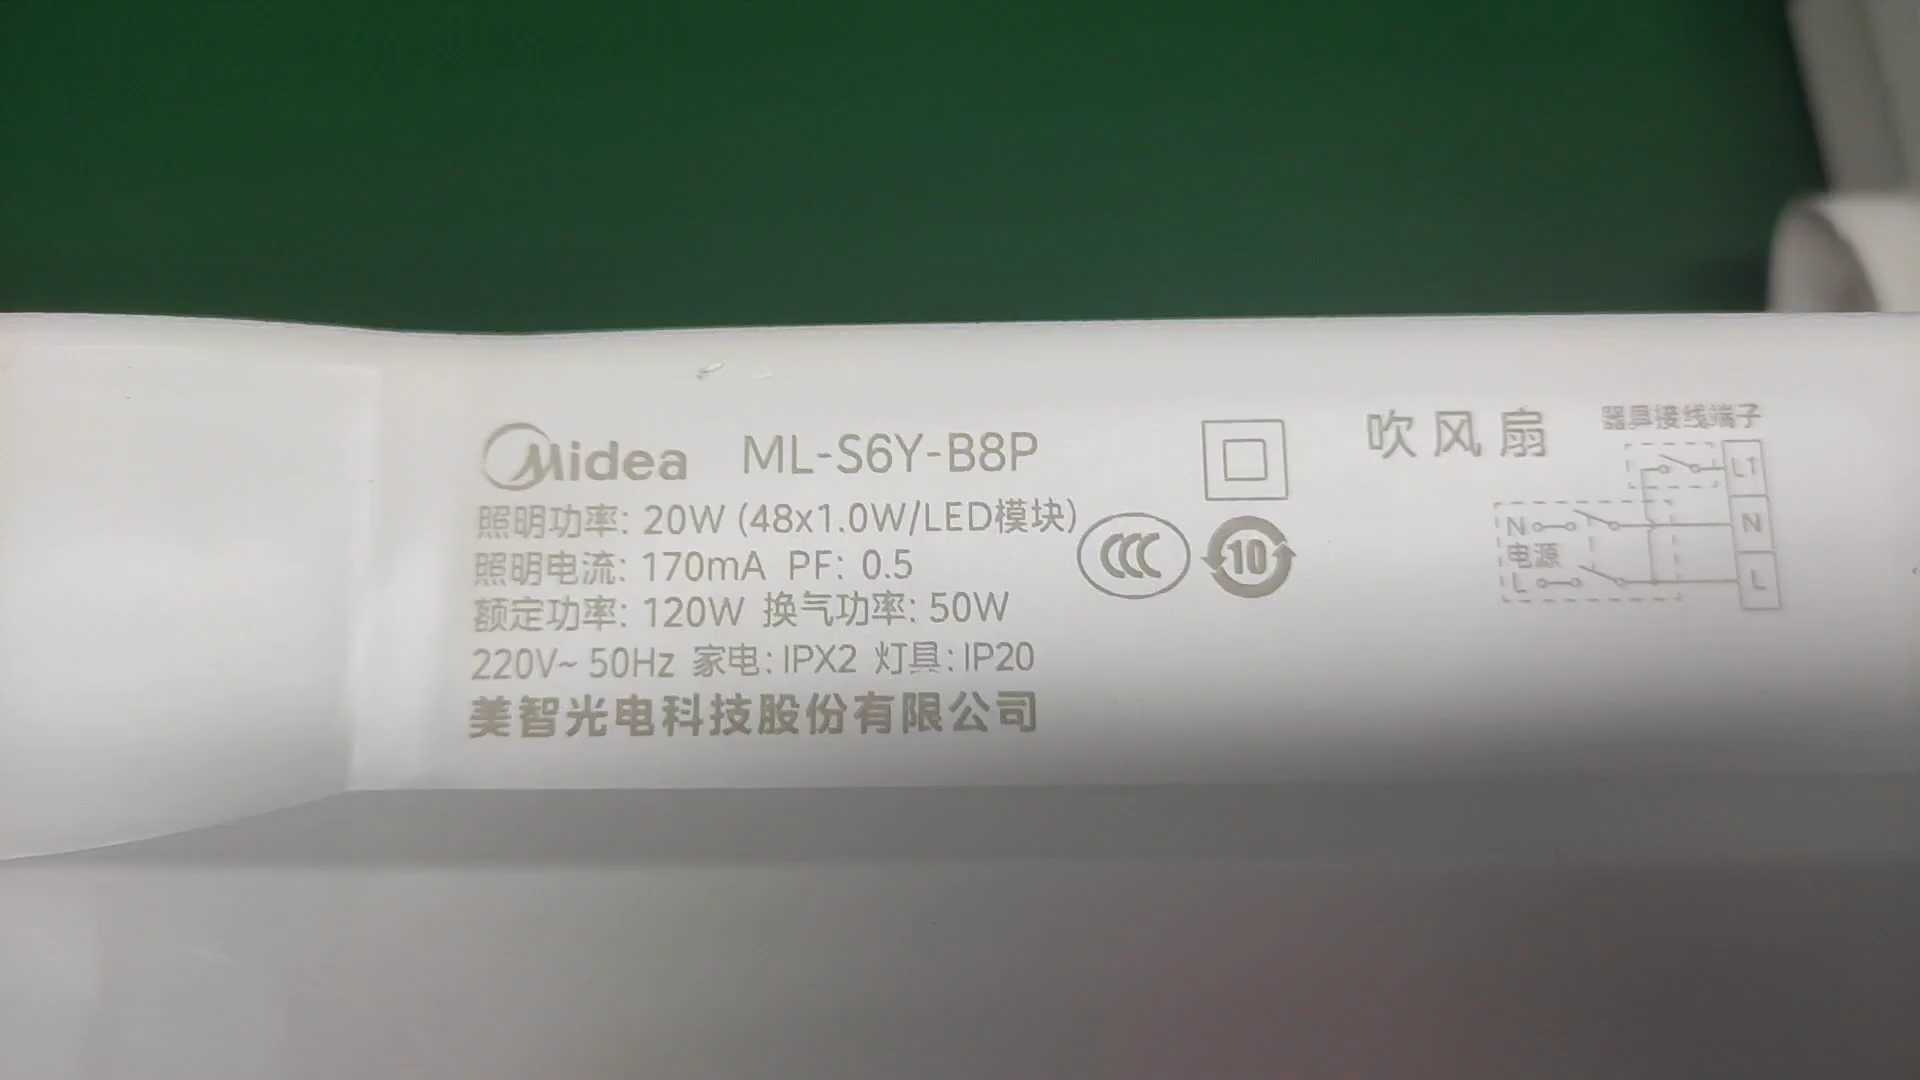 Midea ML-S6Y-B8P
照明功率: 20W (48x1.0W/LED模块)
照明电流: 170mA PF: 0.5
额定功率: 120W 换气功率: 50W
220V~ 50Hz 家电: IPX2 灯具: IP20
美智光电科技股份有限公司
CCC
10
吹风扇
器具接线端子
L1
N N
电源
L L